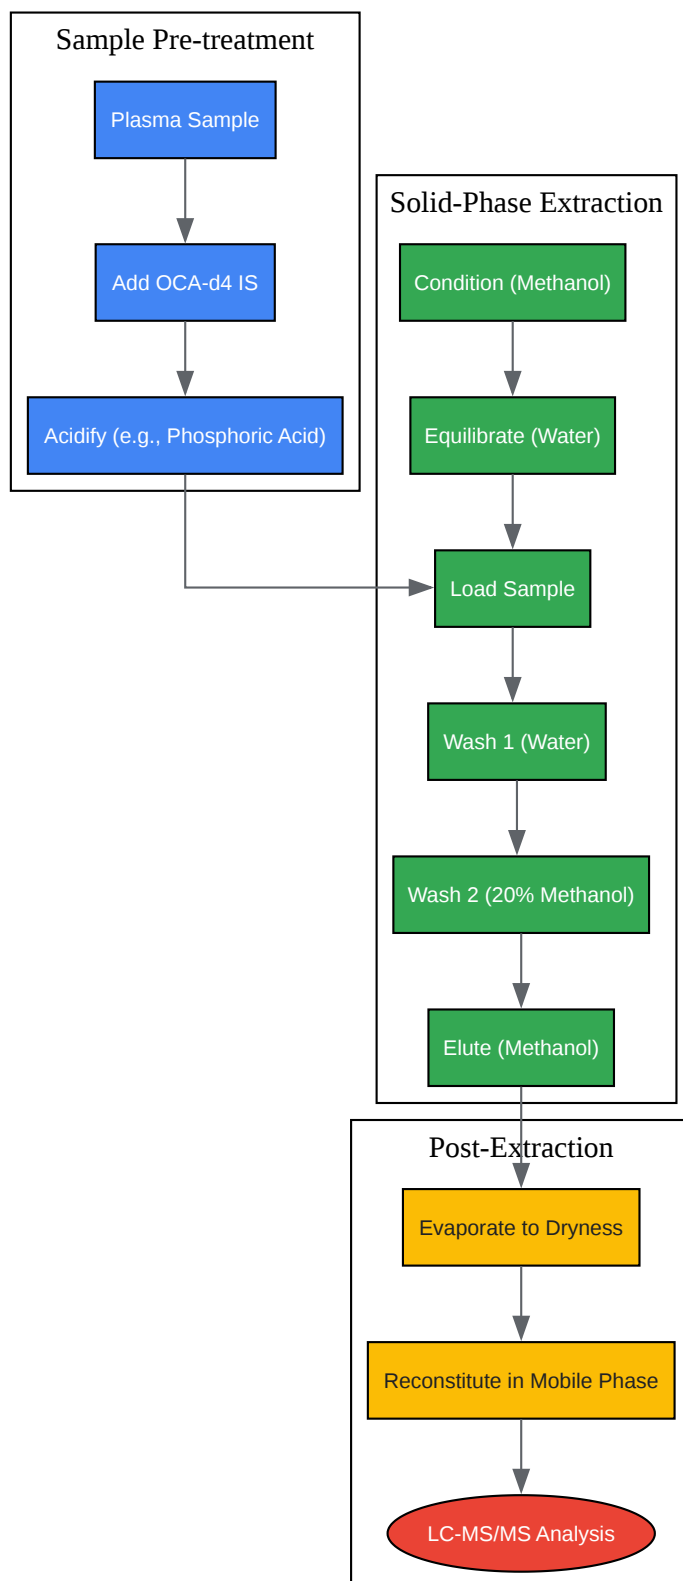 Sample Pre-treatment
Plasma Sample
Add OCA-d4 IS
Acidify (e.g., Phosphoric Acid)
Solid-Phase Extraction
Condition (Methanol)
Equilibrate (Water)
Load Sample
Wash 1 (Water)
Wash 2 (20% Methanol)
Elute (Methanol)
Post-Extraction
Evaporate to Dryness
Reconstitute in Mobile Phase
LC-MS/MS Analysis